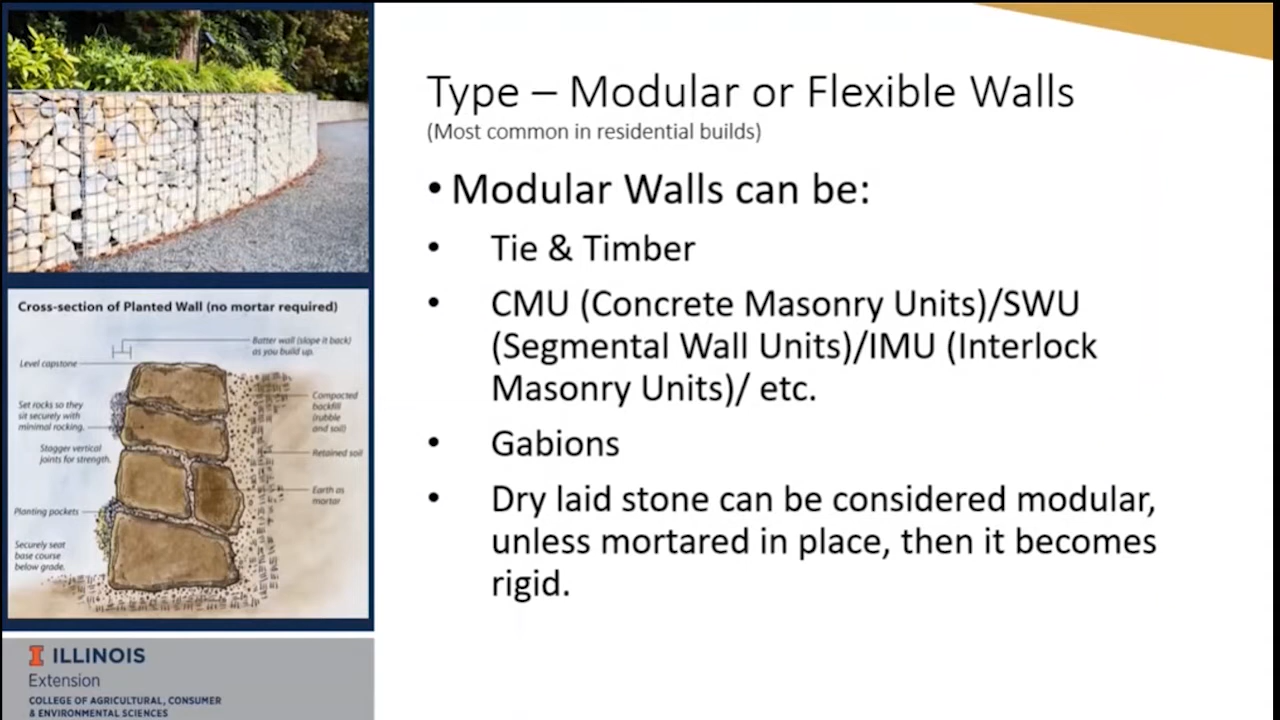 Type – Modular or Flexible Walls
(Most common in residential builds)
• Modular Walls can be:
• Tie & Timber
• CMU (Concrete Masonry Units)/SWU
(Segmental Wall Units)/IMU (Interlock
Masonry Units)/ etc.
• Gabions
• Dry laid stone can be considered modular,
unless mortared in place, then it becomes
rigid.
Cross-section of Planted Wall (no mortar required)
Batter wall (slope it back)
as you build up.
Level capstone
Set rocks so they
sit securely with
minimal rocking.
Stagger vertical
joints for strength.
Planting pockets
Securely seat
base course
below grade.
Compacted
backfill
(rubble
and soil)
Retained soil
Earth as
mortar
I ILLINOIS
Extension
COLLEGE OF AGRICULTURAL, CONSUMER
& ENVIRONMENTAL SCIENCES